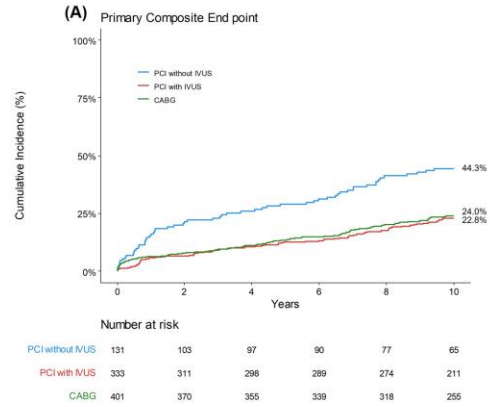 (A) Primary Composite End point
100%
PCI without IVUS
PCI with IVUS
CABG
75%
Cumulative Incidence (%)
50%
44.3%
25%
24.0%
22.8%
0%
0 2 4 6 8 10
Years
Number at risk
PCI without IVUS 131 103 97 90 77 65
PCI with IVUS 333 311 298 289 274 211
CABG 401 370 355 339 318 255